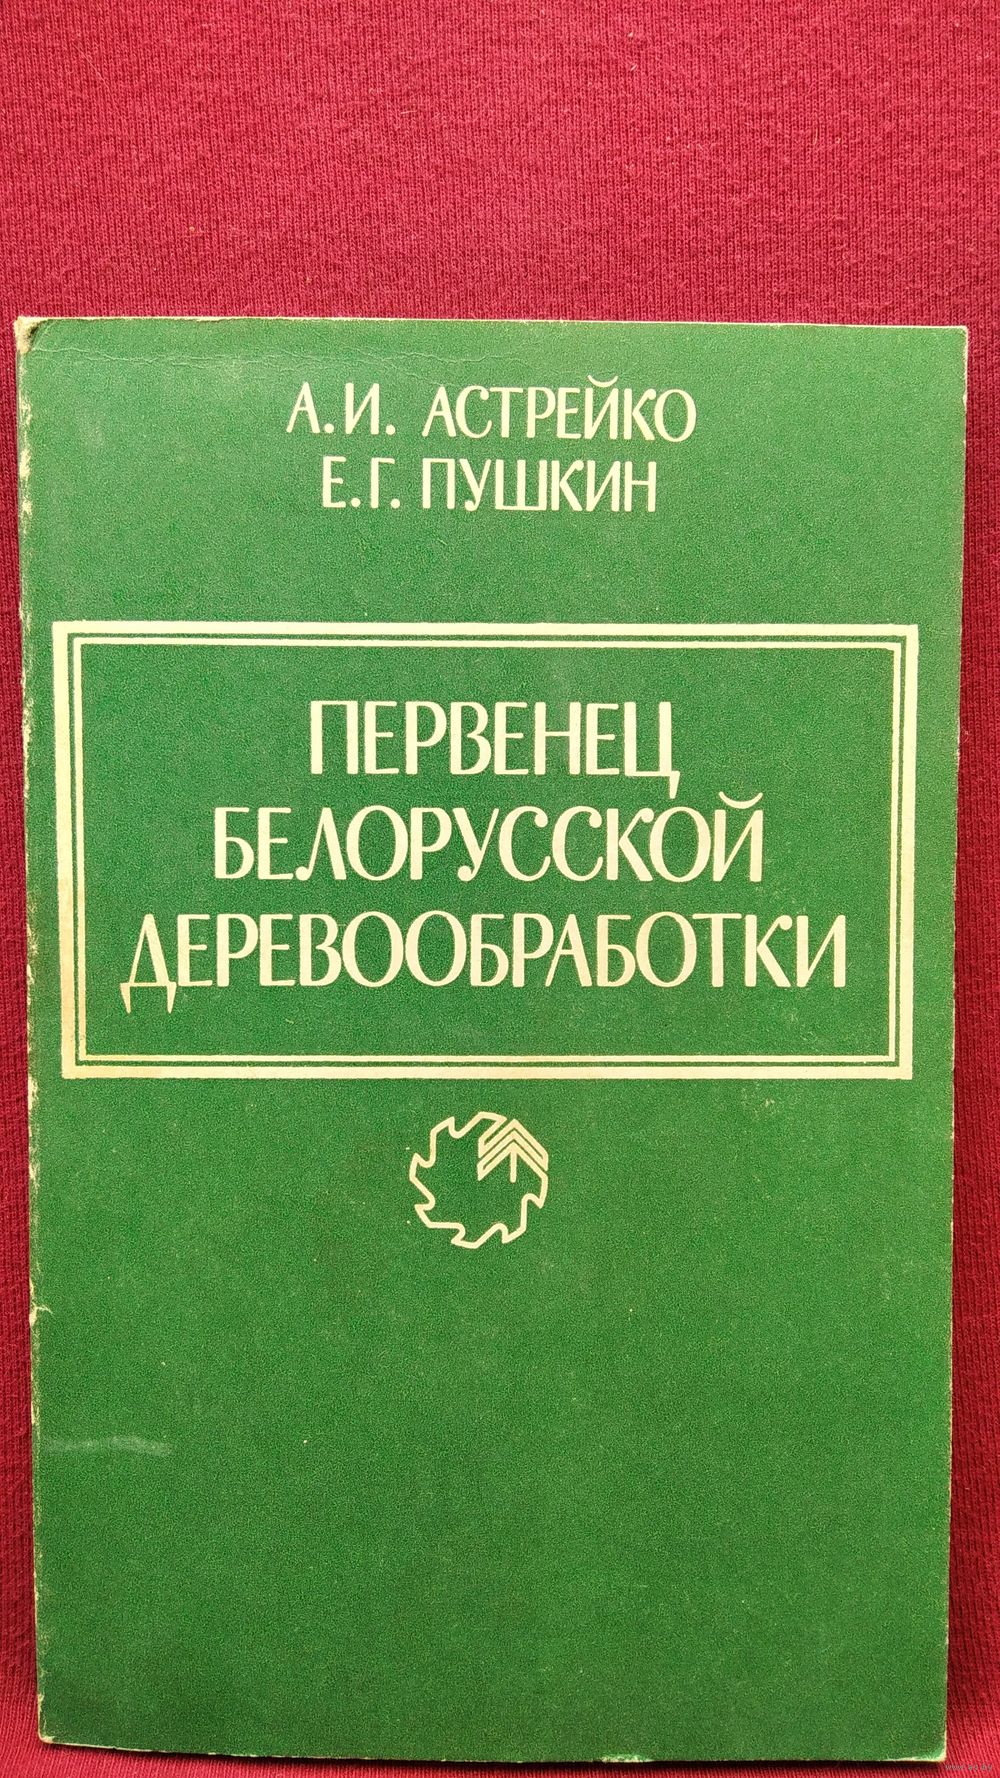 А.И. АСТРЕЙКО
Е.Г. ПУШКИН
ПЕРВЕНЕЦ
БЕЛОРУССКОЙ
ДЕРЕВООБРАБОТКИ